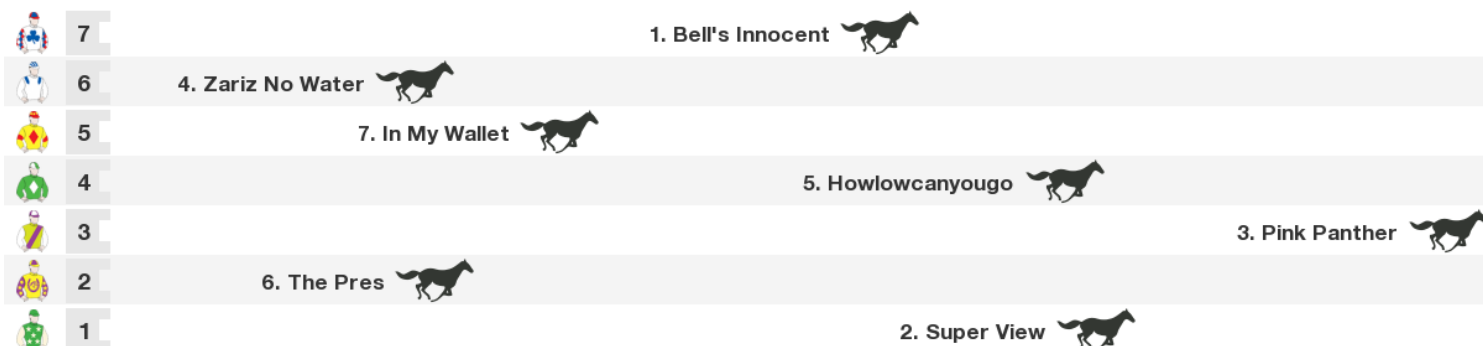 7 1. Bell's Innocent
6 4. Zariz No Water
5 7. In My Wallet
4 5. Howlowcanyougo
3 3. Pink Panther
2 6. The Pres
1 2. Super View